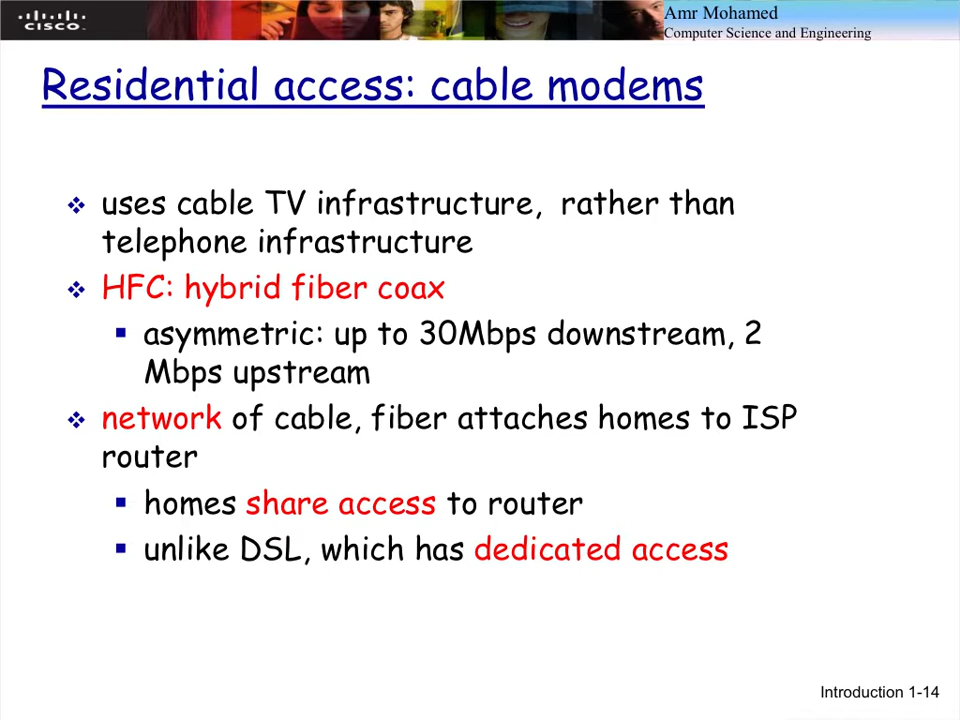 CISCO
Amr Mohamed
Computer Science and Engineering
Residential access: cable modems
uses cable TV infrastructure, rather than
telephone infrastructure
HFC: hybrid fiber coax
asymmetric: up to 30Mbps downstream, 2
Mbps upstream
network of cable, fiber attaches homes to ISP
router
homes share access to router
unlike DSL, which has dedicated access
Introduction 1-14